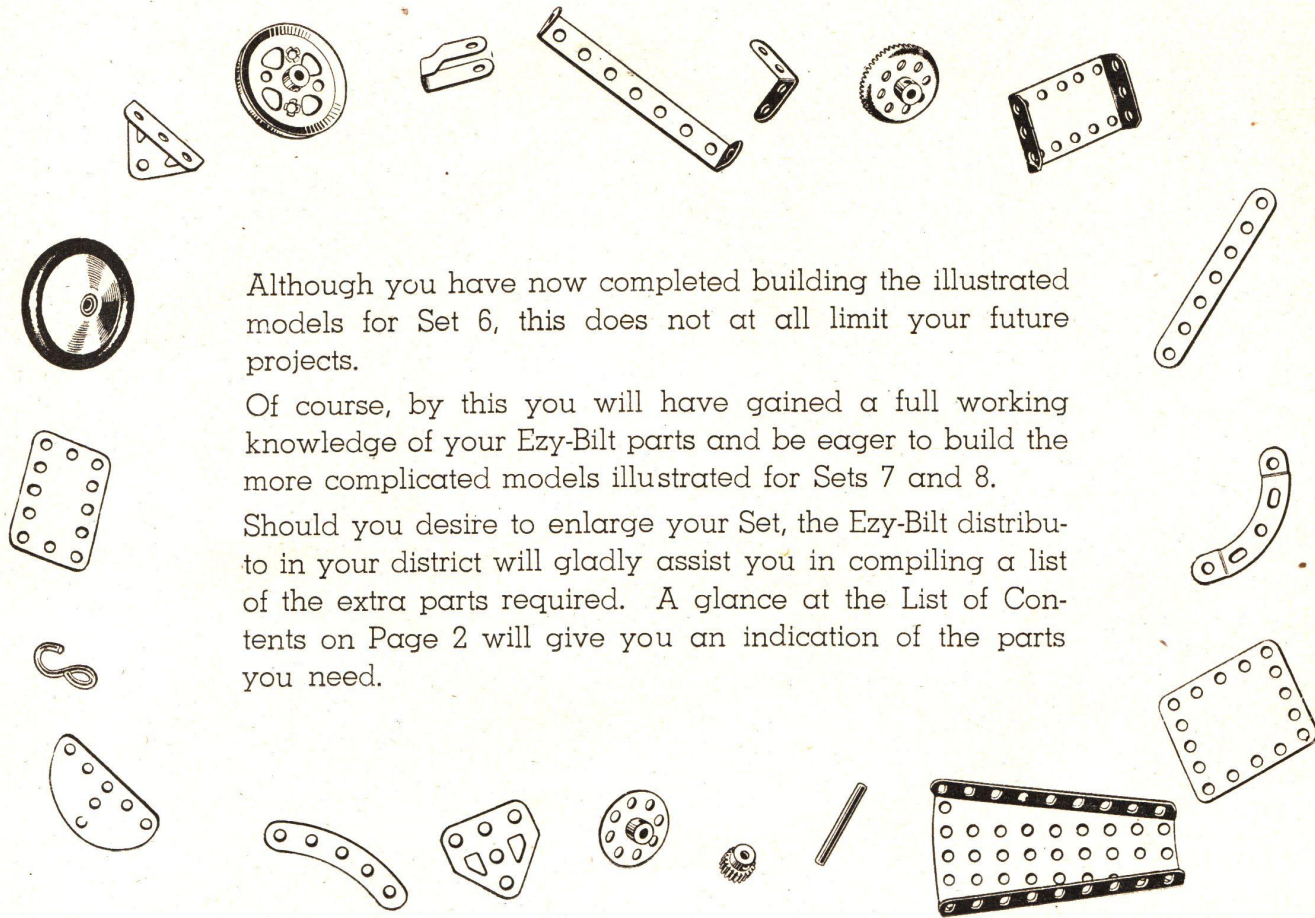 Although you have now completed building the illustrated
models for Set 6, this does not at all limit your future
projects.
Of course, by this you will have gained a full working
knowledge of your Ezy-Bilt parts and be eager to build the
more complicated models illustrated for Sets 7 and 8.
Should you desire to enlarge your Set, the Ezy-Bilt distribu-
to in your district will gladly assist you in compiling a list
of the extra parts required. A glance at the List of Con-
tents on Page 2 will give you an indication of the parts
you need.